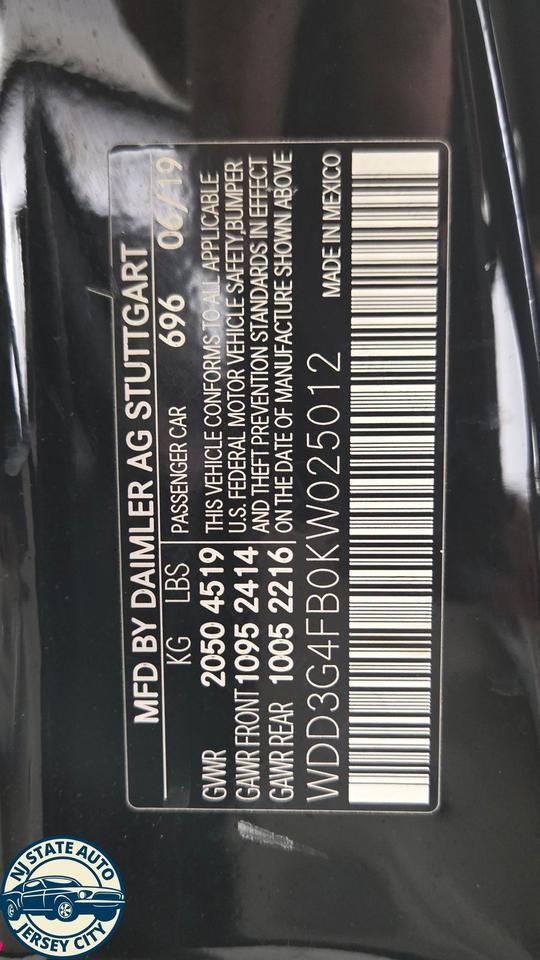 MFD BY DAIMLER AG STUTTGART
KG LBS PASSENGER CAR 696 06/19
GVWR 2050 4519 THIS VEHICLE CONFORMS TO ALL APPLICABLE
GAWR FRONT 1095 2414 U.S. FEDERAL MOTOR VEHICLE SAFETY,BUMPER
AND THEFT PREVENTION STANDARDS IN EFFECT
GAWR REAR 1005 2216 ON THE DATE OF MANUFACTURE SHOWN ABOVE
WDD3G4FB0KW025012 MADE IN MEXICO
NJ STATE AUTO
JERSEY CITY